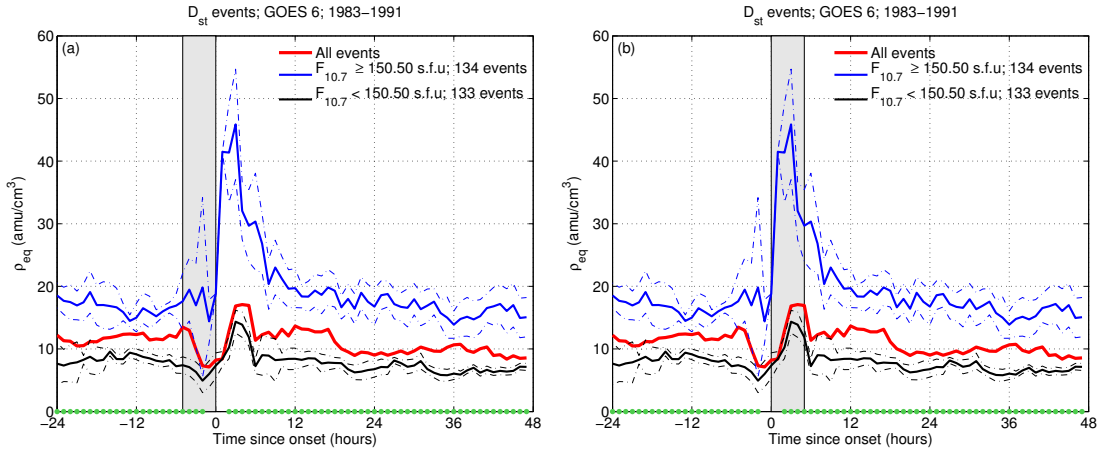 D_st events; GOES 6; 1983−1991
(a)
All events
F_10.7 ≥ 150.50 s.f.u; 134 events
F_10.7 < 150.50 s.f.u; 133 events
ρ_eq (amu/cm^3)
60
50
40
30
20
10
0
−24 −12 0 12 24 36 48
Time since onset (hours)
D_st events; GOES 6; 1983−1991
(b)
All events
F_10.7 ≥ 150.50 s.f.u; 134 events
F_10.7 < 150.50 s.f.u; 133 events
ρ_eq (amu/cm^3)
60
50
40
30
20
10
0
−24 −12 0 12 24 36 48
Time since onset (hours)